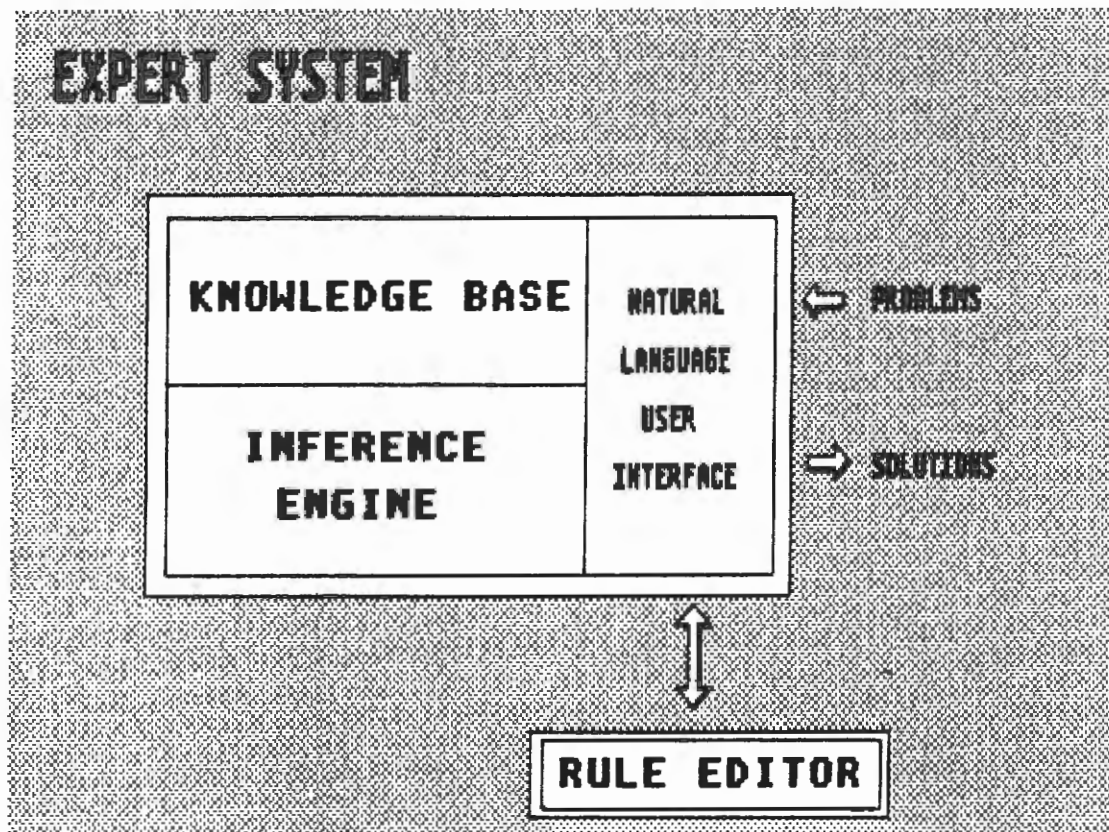 EXPERT SYSTEM
KNOWLEDGE BASE
INFERENCE
ENGINE
NATURAL
LANGUAGE
USER
INTERFACE
PROBLEMS
SOLUTIONS
RULE EDITOR